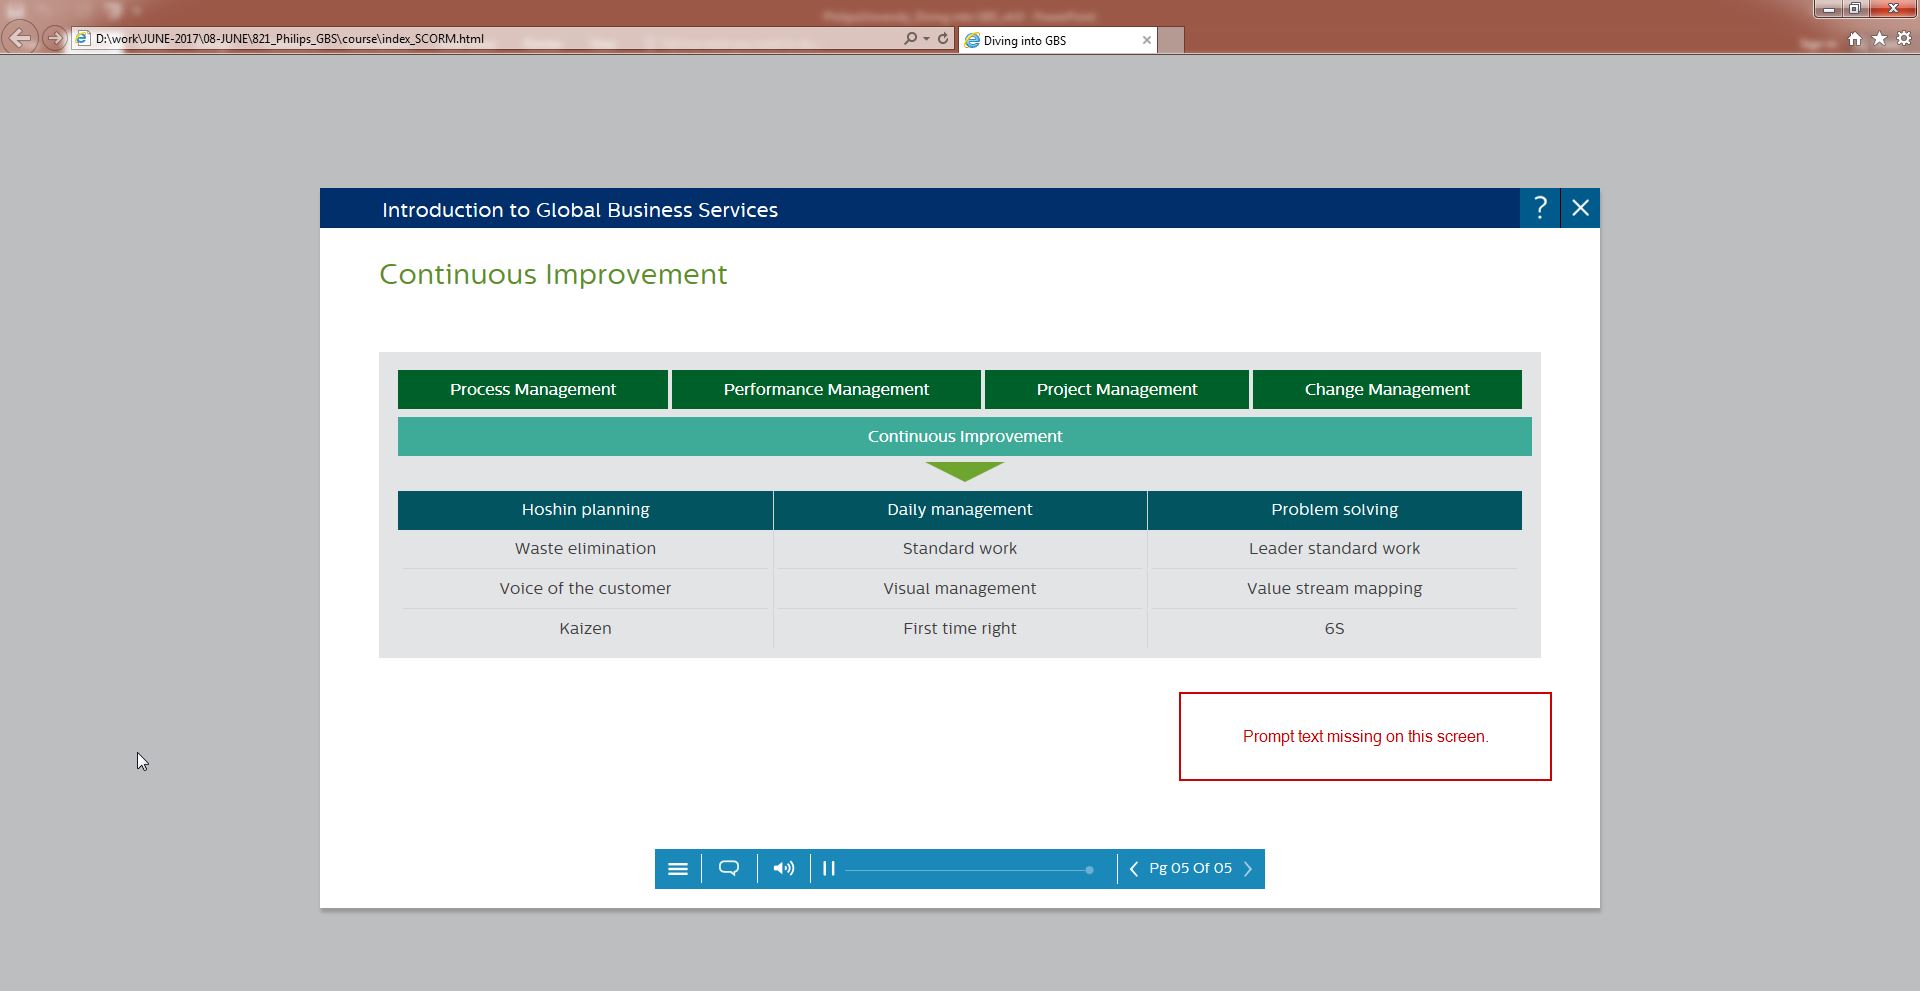 D:\work\JUNE-2017\08-JUNE\821_Philips_GBS\course\index_SCORM.html
Diving into GBS
Introduction to Global Business Services
?
Continuous Improvement
Process Management Performance Management Project Management Change Management
Continuous Improvement
Hoshin planning Daily management Problem solving
Waste elimination Standard work Leader standard work
Voice of the customer Visual management Value stream mapping
Kaizen First time right 6S
Prompt text missing on this screen.
Pg 05 Of 05